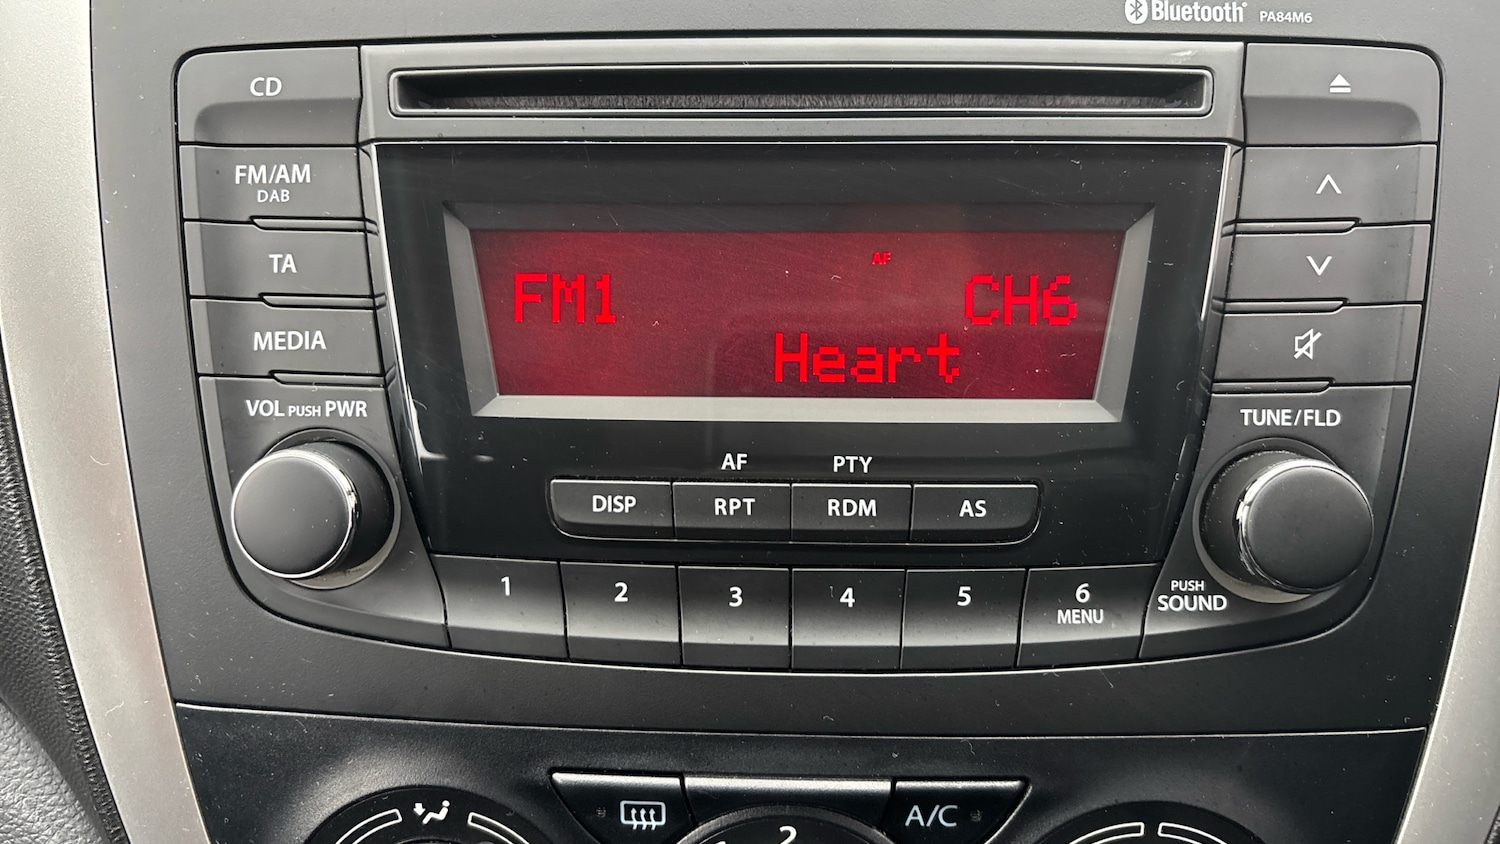 Bluetooth® PA84M6
CD
FM/AM
DAB
TA
MEDIA
VOL PUSH PWR
AF
FM1 CH6
Heart
TUNE/FLD
AF PTY
DISP RPT RDM AS
1 2 3 4 5 6
MENU
PUSH
SOUND
A/C
2